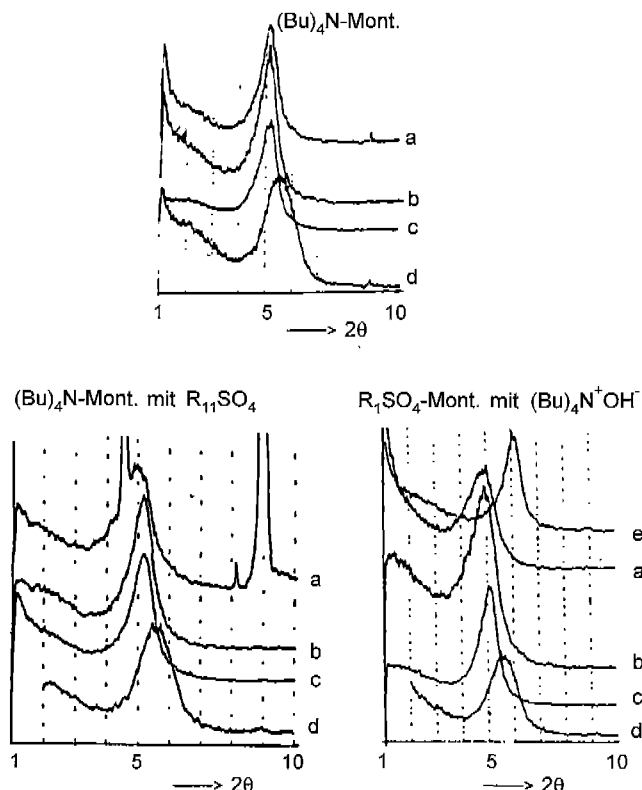 (Bu)₄N-Mont.
a
b
c
d
1 5 10
—> 2θ
(Bu)₄N-Mont. mit R₁₁SO₄
a
b
c
d
1 5 10
—> 2θ
R₁SO₄-Mont. mit (Bu)₄N⁺OH⁻
e
a
b
c
d
1 5 10
—> 2θ